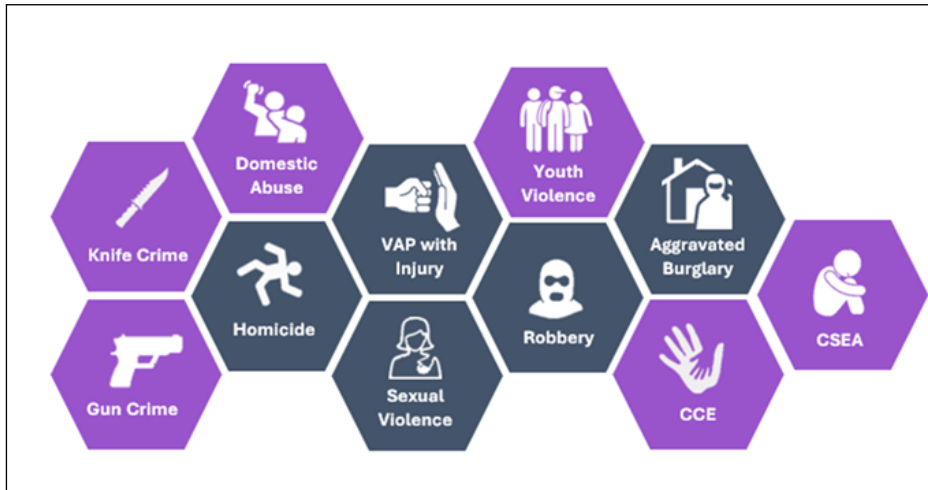 Domestic
Abuse
Youth
Violence
Knife Crime
VAP with
Injury
Aggravated
Burglary
Homicide
Robbery
CSEA
Gun Crime
Sexual
Violence
CCE